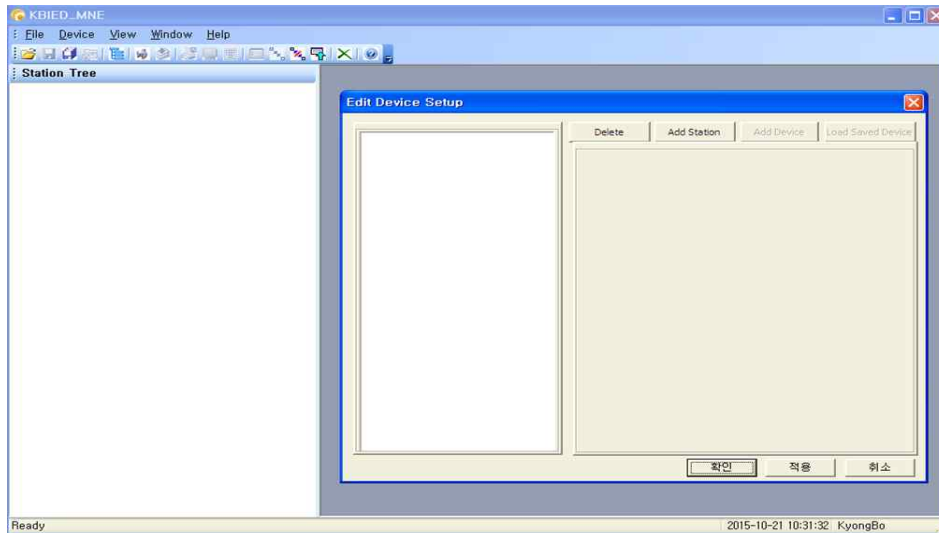 KBIED_MNE
File Device View Window Help
Station Tree
Edit Device Setup
Delete Add Station Add Device Load Saved Device
확인 적용 취소
Ready 2015-10-21 10:31:32 KyongBo